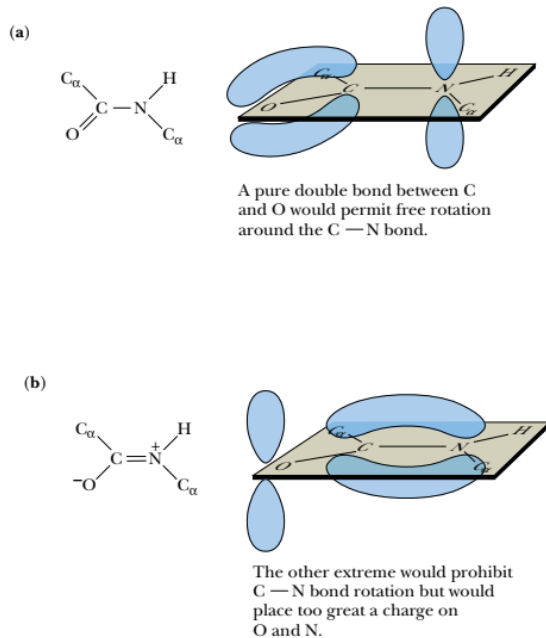 (a)
Cα H
C — N
O Cα
Cα H
C N
O Cα
A pure double bond between C
and O would permit free rotation
around the C — N bond.
(b)
Cα + H
C = N
−O Cα
Cα H
C N
O Cα
The other extreme would prohibit
C — N bond rotation but would
place too great a charge on
O and N.